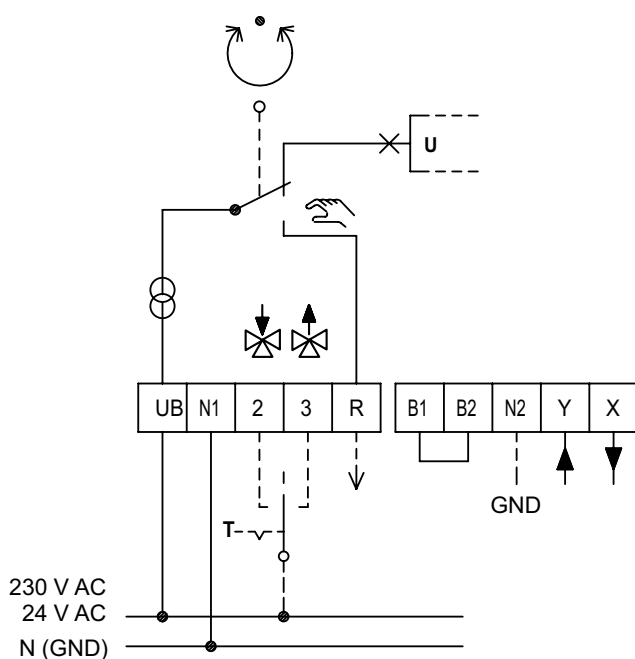 U
UB N1 2 3 R B1 B2 N2 Y X
GND
T
230 V AC
24 V AC
N (GND)